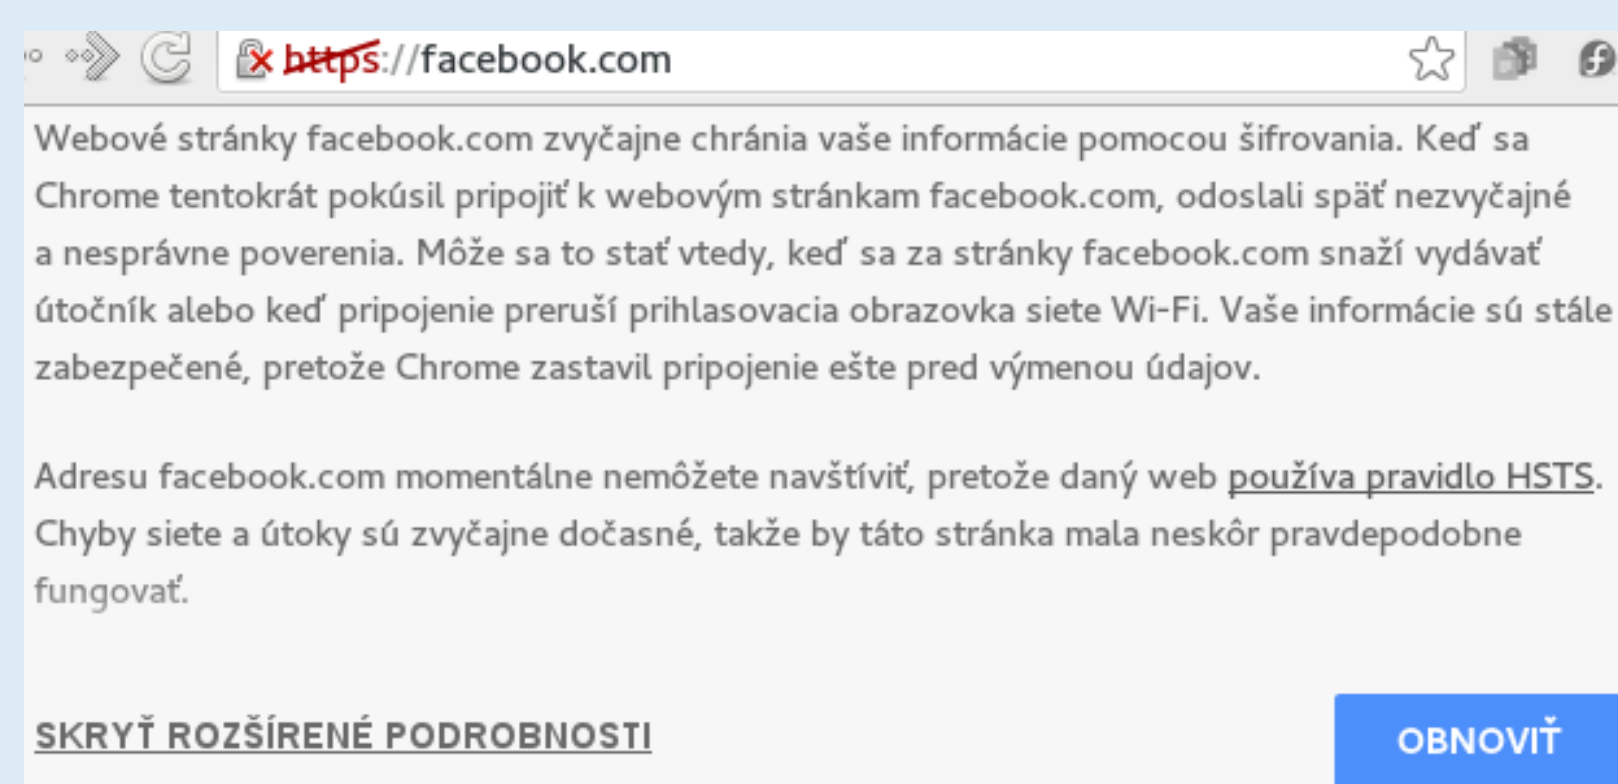 https://facebook.com
Webové stránky facebook.com zvyčajne chránia vaše informácie pomocou šifrovania. Keď sa
Chrome tentokrát pokúsil pripojiť k webovým stránkam facebook.com, odoslali späť nezvyčajné
a nesprávne poverenia. Môže sa to stať vtedy, keď sa za stránky facebook.com snaží vydávať
útočník alebo keď pripojenie preruší prihlasovacia obrazovka siete Wi-Fi. Vaše informácie sú stále
zabezpečené, pretože Chrome zastavil pripojenie ešte pred výmenou údajov.
Adresu facebook.com momentálne nemôžete navštíviť, pretože daný web používa pravidlo HSTS.
Chyby siete a útoky sú zvyčajne dočasné, takže by táto stránka mala neskôr pravdepodobne
fungovať.
SKRYŤ ROZŠÍRENÉ PODROBNOSTI
OBNOVIŤ